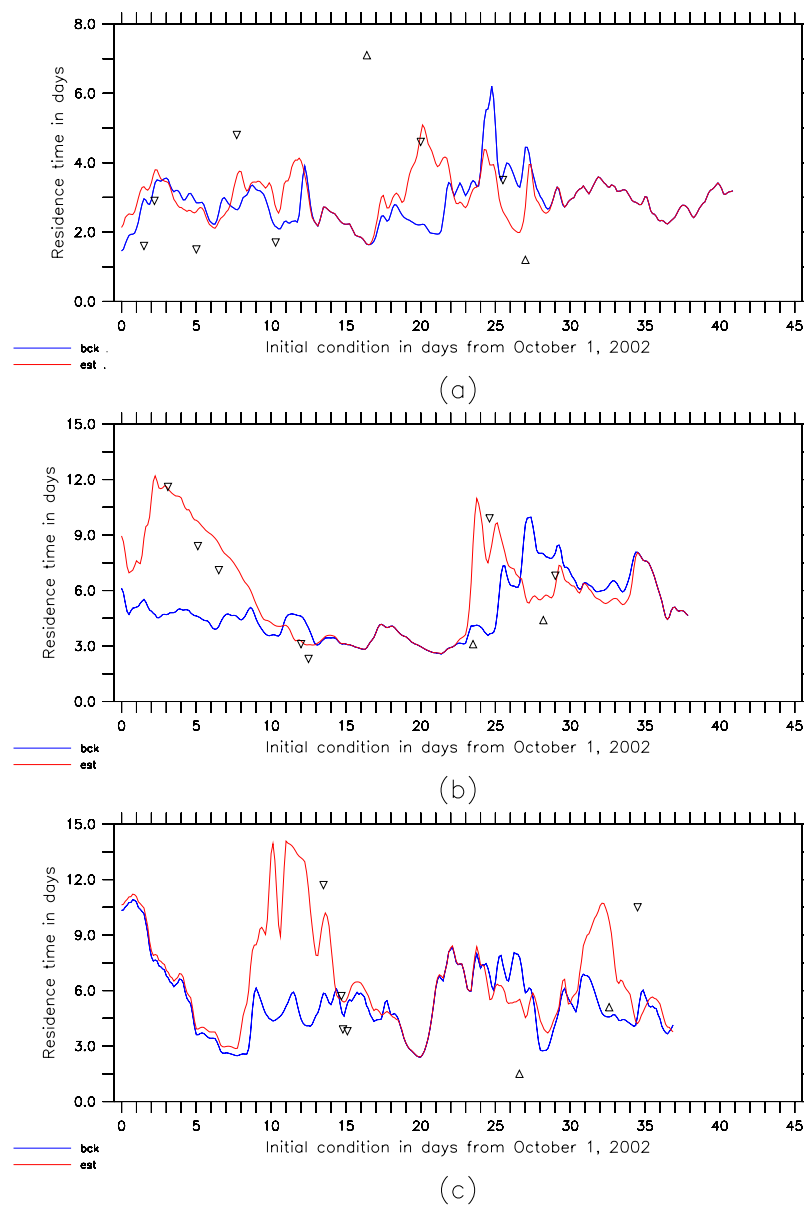 8.0
6.0
4.0
2.0
0.0
Residence time in days
0 5 10 15 20 25 30 35 40 45
Initial condition in days from October 1, 2002
bck .
est .
(a)
15.0
12.0
9.0
6.0
3.0
0.0
Residence time in days
0 5 10 15 20 25 30 35 40 45
Initial condition in days from October 1, 2002
bck
est
(b)
15.0
12.0
9.0
6.0
3.0
0.0
Residence time in days
0 5 10 15 20 25 30 35 40 45
Initial condition in days from October 1, 2002
bck
est
(c)